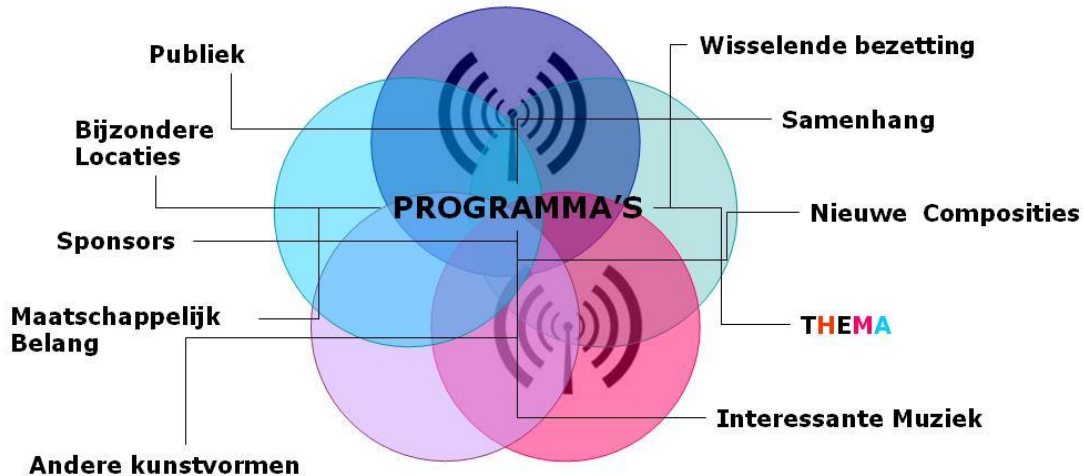 Publiek
Bijzondere
Locaties
Sponsors
Maatschappelijk
Belang
Andere kunstvormen
PROGRAMMA'S
Wisselende bezetting
Samenhang
Nieuwe Composities
THEMA
Interessante Muziek